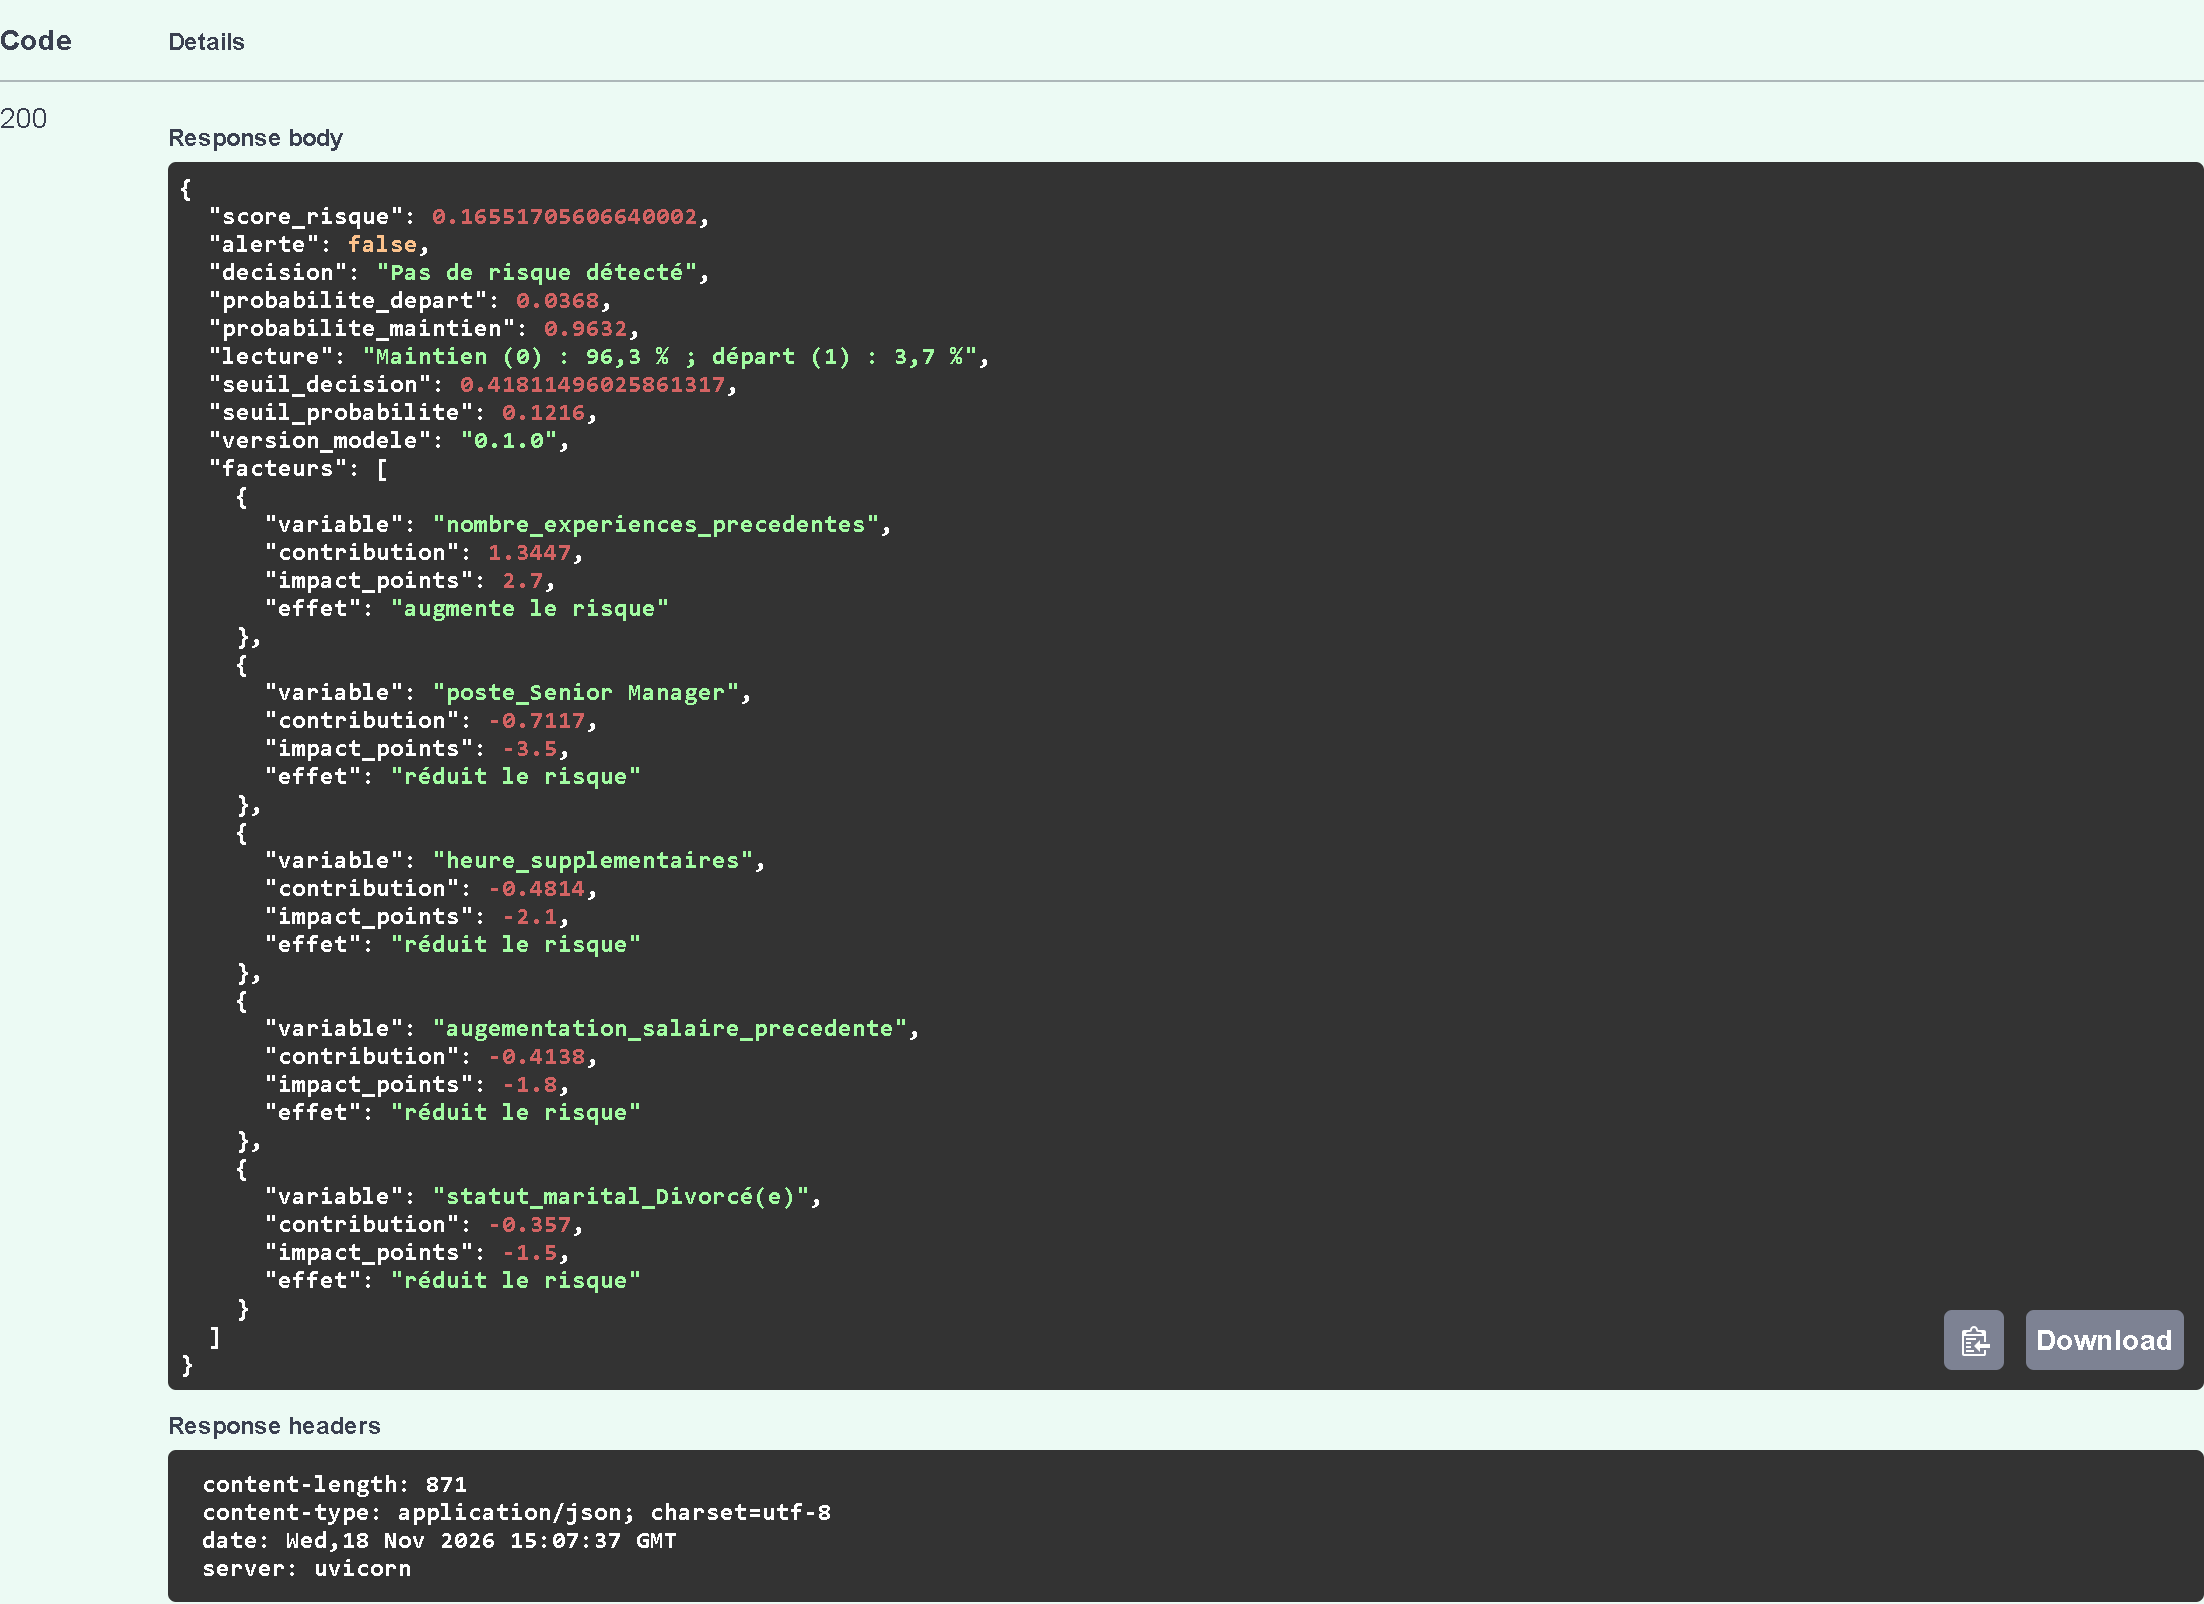 Code Details
200
Response body
{
  "score_risque": 0.16551705606640002,
  "alerte": false,
  "decision": "Pas de risque détecté",
  "probabilite_depart": 0.0368,
  "probabilite_maintien": 0.9632,
  "lecture": "Maintien (0) : 96,3 % ; départ (1) : 3,7 %",
  "seuil_decision": 0.41811496025861317,
  "seuil_probabilite": 0.1216,
  "version_modele": "0.1.0",
  "facteurs": [
    {
      "variable": "nombre_experiences_precedentes",
      "contribution": 1.3447,
      "impact_points": 2.7,
      "effet": "augmente le risque"
    },
    {
      "variable": "poste_Senior Manager",
      "contribution": -0.7117,
      "impact_points": -3.5,
      "effet": "réduit le risque"
    },
    {
      "variable": "heure_supplementaires",
      "contribution": -0.4814,
      "impact_points": -2.1,
      "effet": "réduit le risque"
    },
    {
      "variable": "augementation_salaire_precedente",
      "contribution": -0.4138,
      "impact_points": -1.8,
      "effet": "réduit le risque"
    },
    {
      "variable": "statut_marital_Divorcé(e)",
      "contribution": -0.357,
      "impact_points": -1.5,
      "effet": "réduit le risque"
    }
  ]
}
Download
Response headers
content-length: 871
content-type: application/json; charset=utf-8
date: Wed,18 Nov 2026 15:07:37 GMT
server: uvicorn